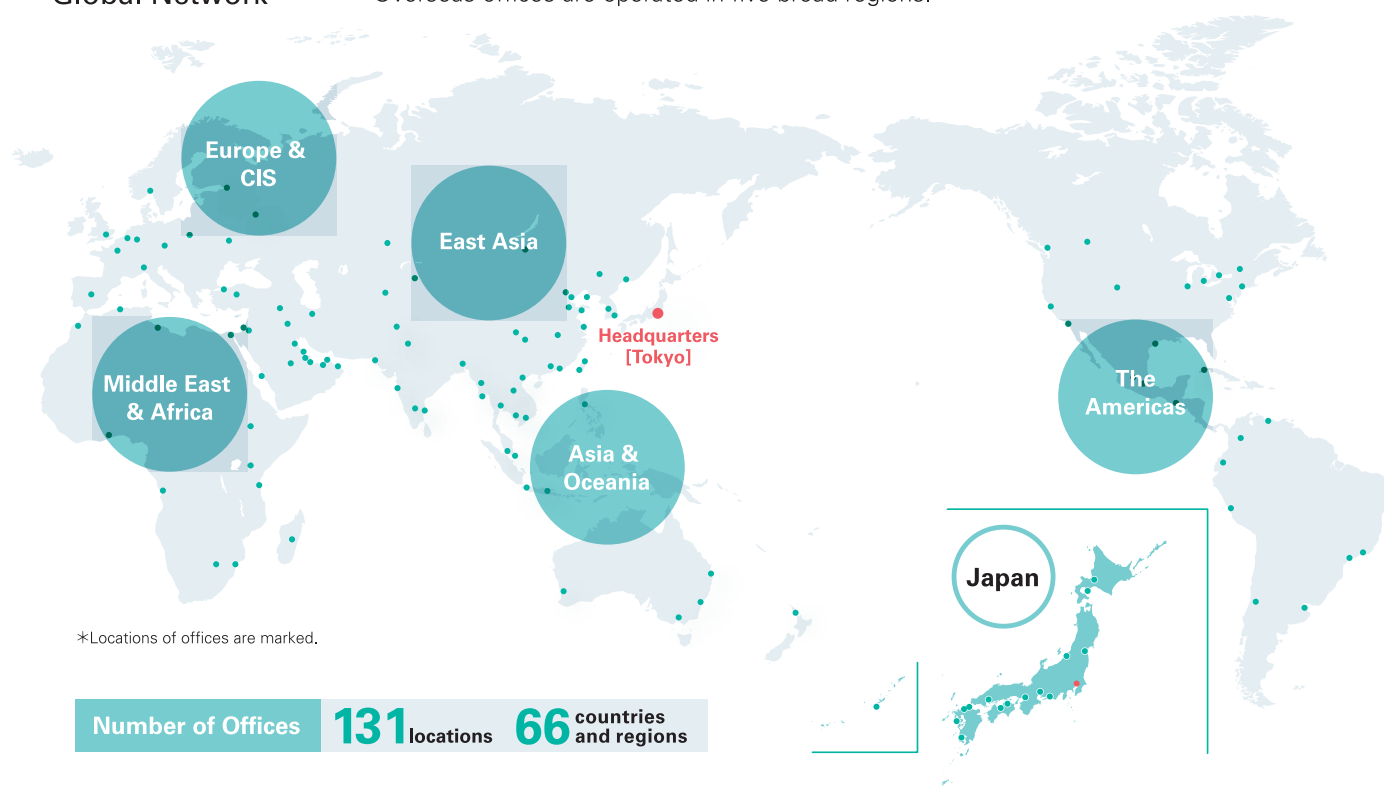 Global Network
Overseas offices are operated in five broad regions.
Europe &
CIS
East Asia
Headquarters
[Tokyo]
Middle East
& Africa
The
Americas
Asia &
Oceania
Japan
＊Locations of offices are marked.
Number of Offices
131 locations
66 countries
and regions